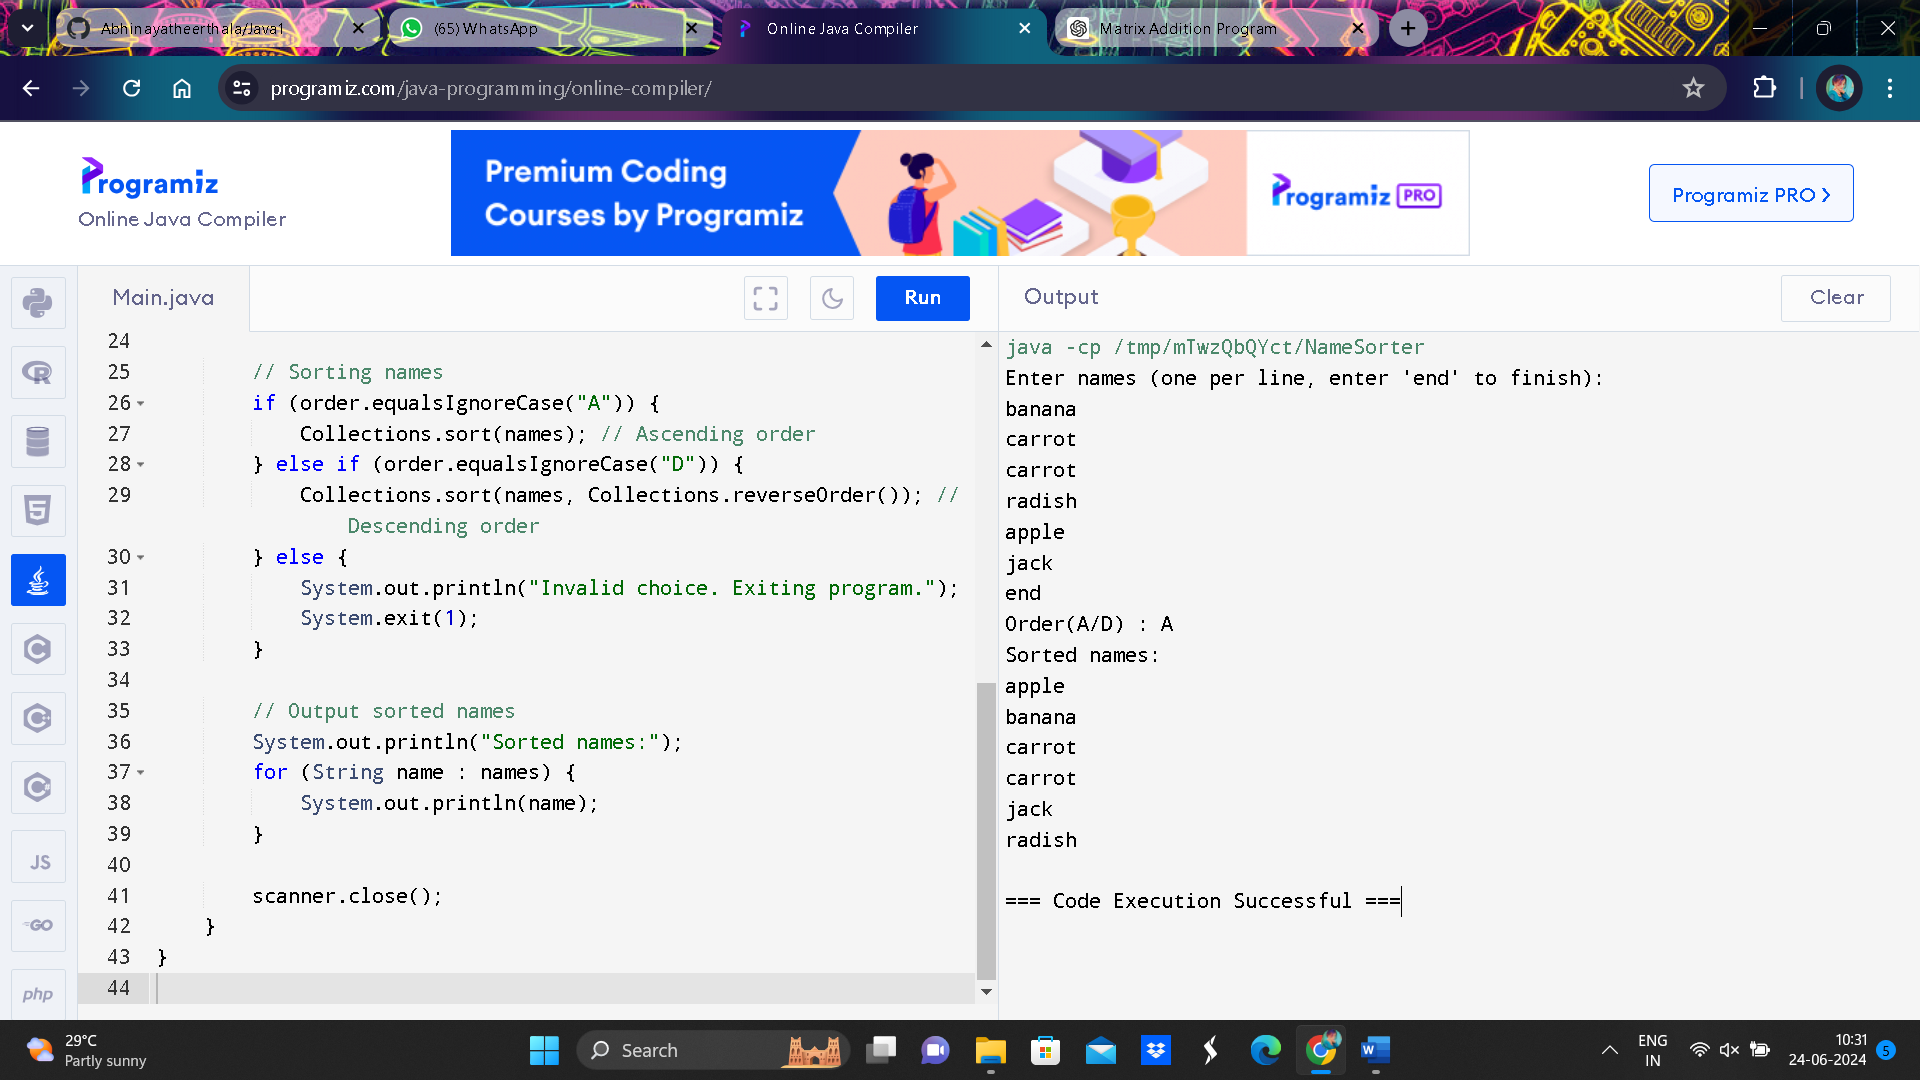 Abhinayatheerthala/Java1
(65) WhatsApp
Online Java Compiler
Matrix Addition Program
programiz.com/java-programming/online-compiler/
Premium Coding
Courses by Programiz
Programiz PRO
Programiz
Online Java Compiler
Programiz PRO
Main.java
Run
Output
Clear
24
25 // Sorting names
26 if (order.equalsIgnoreCase("A")) {
27 Collections.sort(names); // Ascending order
28 } else if (order.equalsIgnoreCase("D")) {
29 Collections.sort(names, Collections.reverseOrder()); //
Descending order
30 } else {
31 System.out.println("Invalid choice. Exiting program.");
32 System.exit(1);
33 }
34
35 // Output sorted names
36 System.out.println("Sorted names:");
37 for (String name : names) {
38 System.out.println(name);
39 }
40
41 scanner.close();
42 }
43 }
44
JS
GO
php
java -cp /tmp/mTwzQbQYct/NameSorter
Enter names (one per line, enter 'end' to finish):
banana
carrot
carrot
radish
apple
jack
end
Order(A/D) : A
Sorted names:
apple
banana
carrot
carrot
jack
radish
=== Code Execution Successful ===
29°C
Partly sunny
Search
ENG
IN
10:31
24-06-2024
5